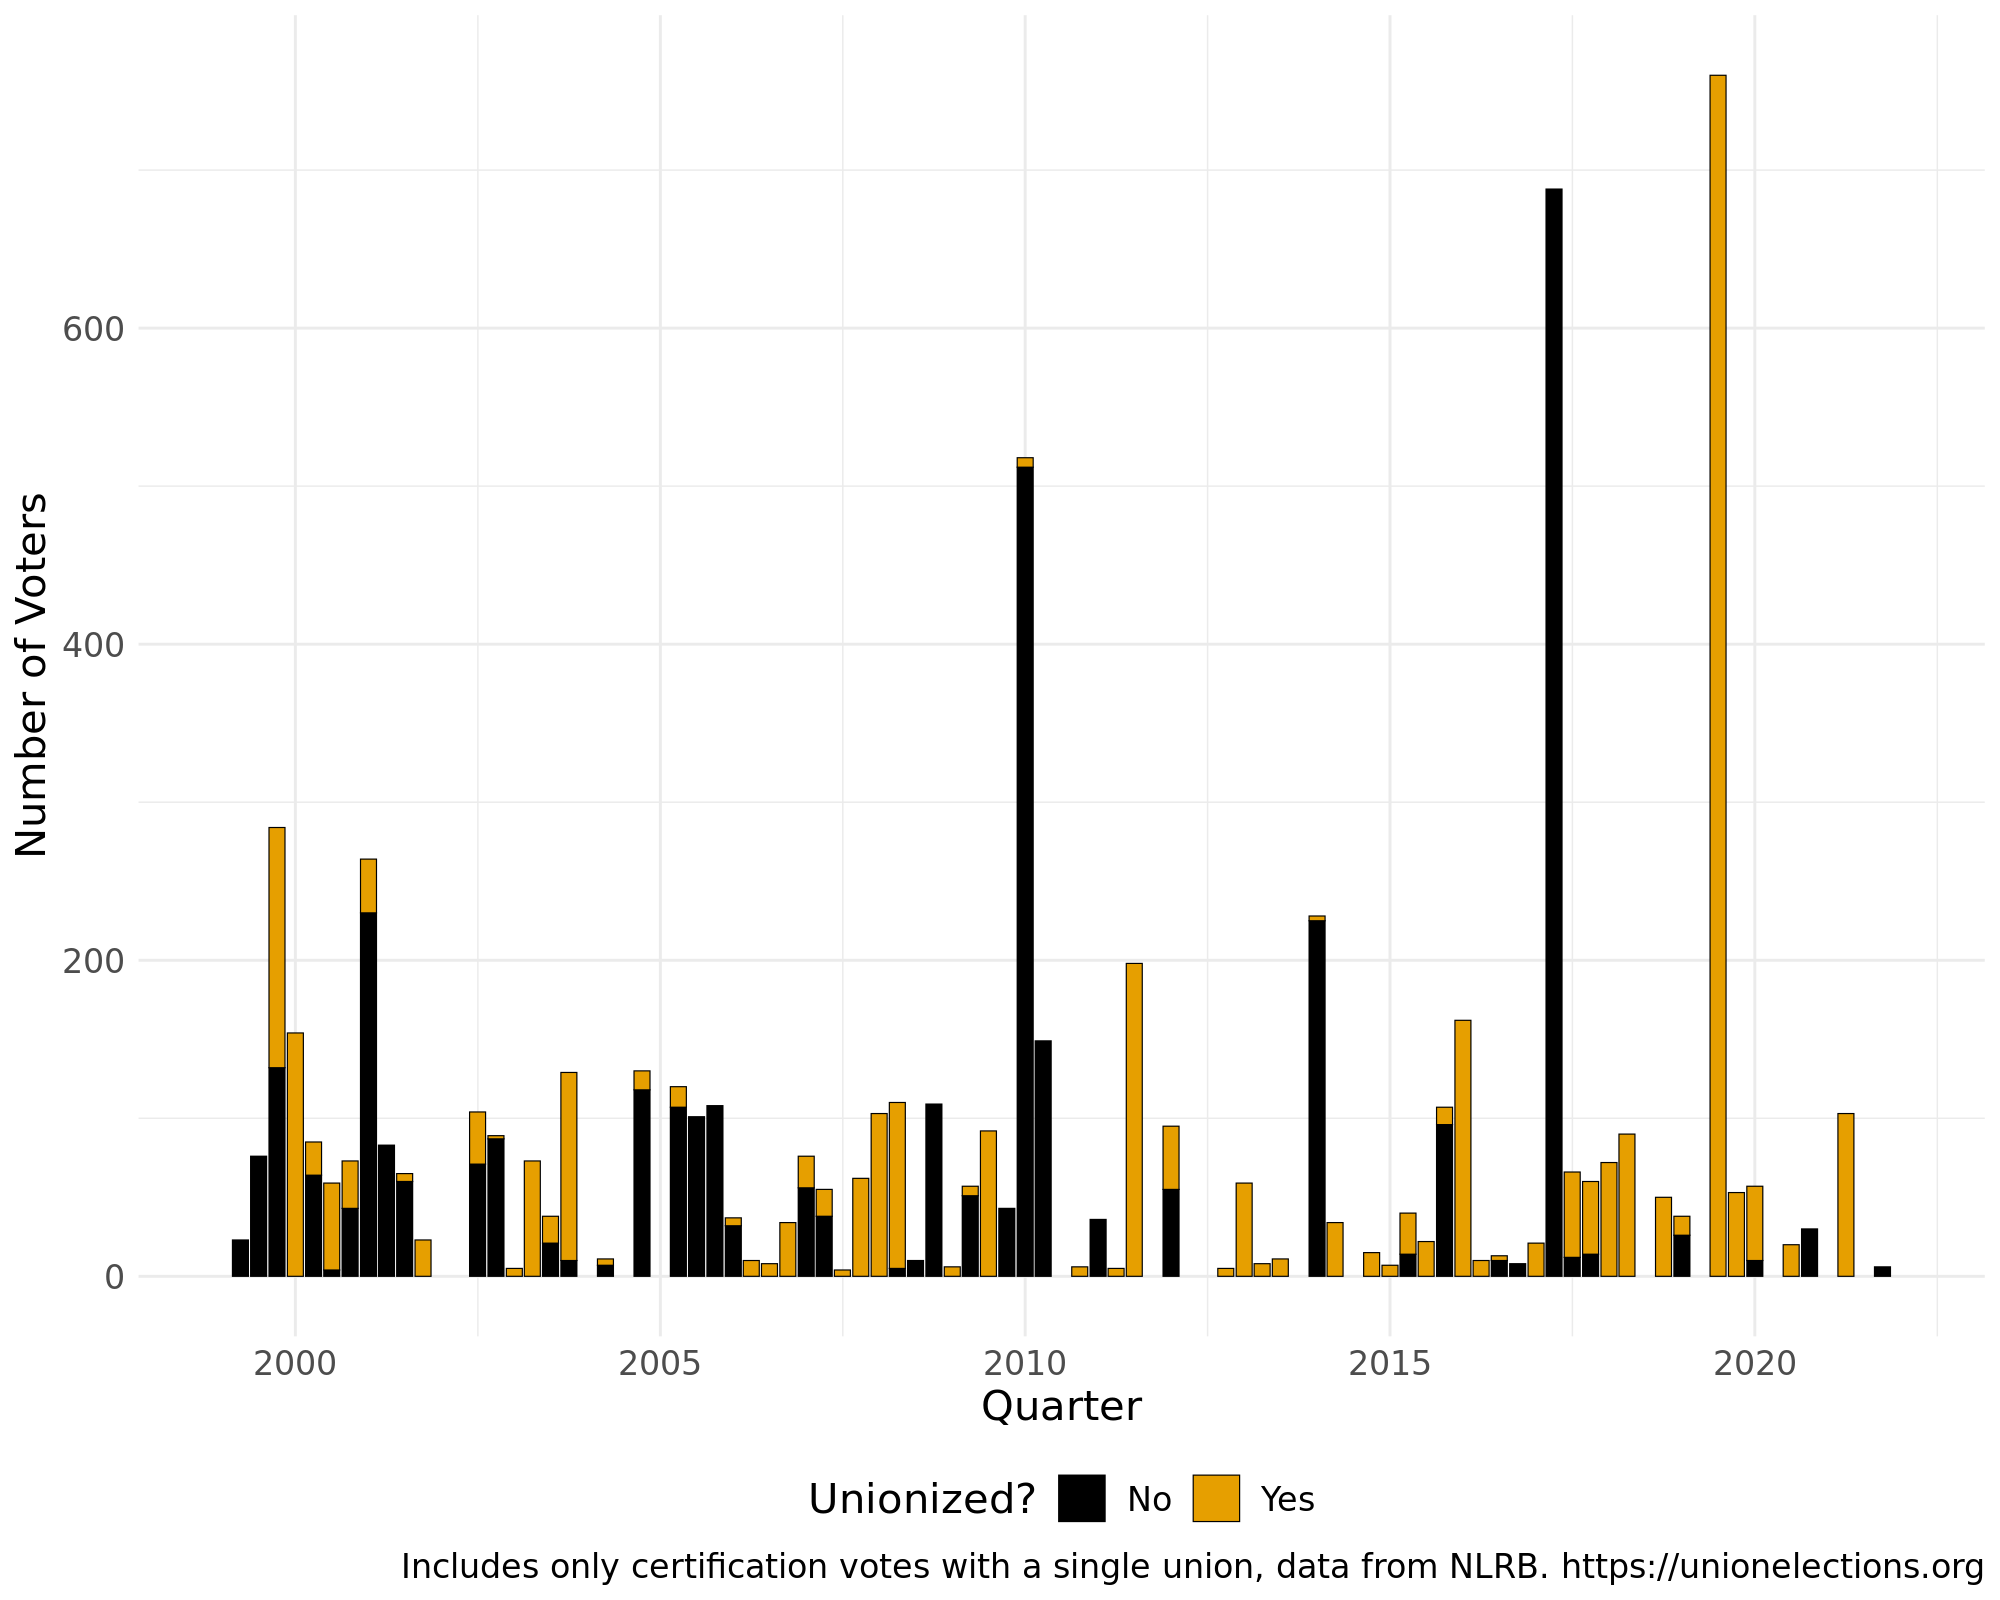 Number of Voters
600
400
200
0
2000 2005 2010 2015 2020
Quarter
Unionized? No Yes
Includes only certification votes with a single union, data from NLRB. https://unionelections.org